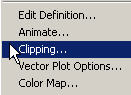 Edit Definition...
Animate...
Clipping...
Vector Plot Options...
Color Map...